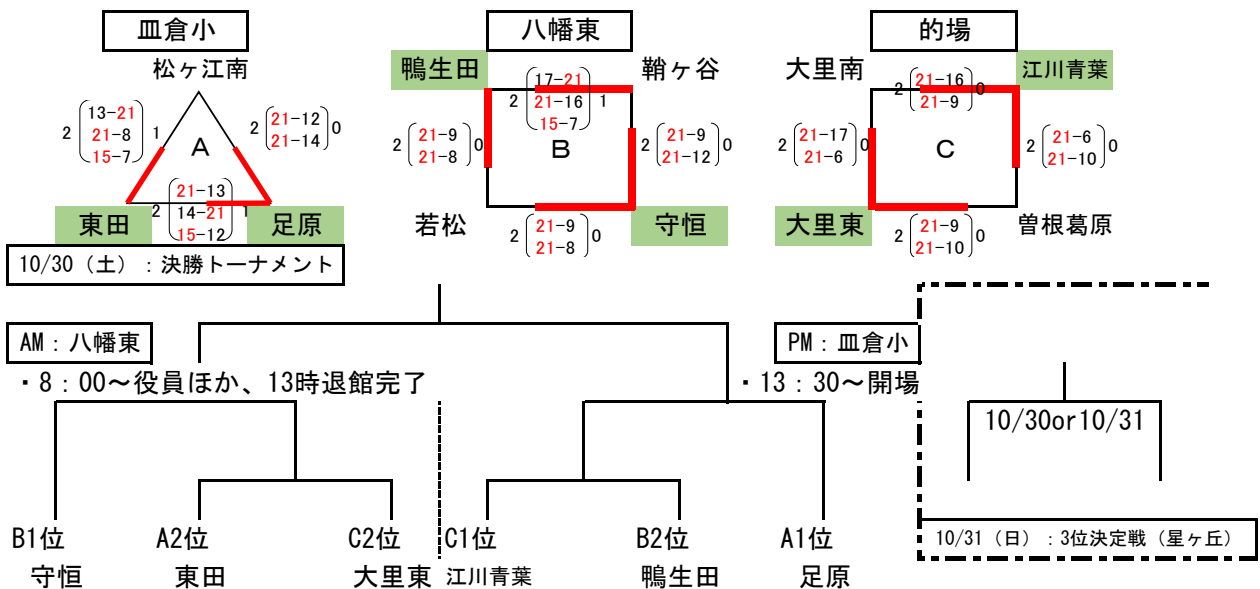 皿倉小
八幡東
的場
松ヶ江南
鴨生田
鞘ヶ谷
大里南
江川青葉
2 13-21 1
21-8
15-7
2 21-12 0
21-14
A
2 21-13 1
14-21
15-12
東田
足原
2 17-21 1
21-16
15-7
2 21-9 0
21-8
B
2 21-9 0
21-12
2 21-9 0
21-8
若松
守恒
2 21-16 0
21-9
2 21-17 0
21-6
C
2 21-6 0
21-10
2 21-9 0
21-10
大里東
曽根葛原
10/30（土）：決勝トーナメント
AM：八幡東
・8：00～役員ほか、13時退館完了
PM：皿倉小
・13：30～開場
10/30or10/31
B1位
A2位
C2位
C1位
B2位
A1位
守恒
東田
大里東
江川青葉
鴨生田
足原
10/31（日）：3位決定戦（星ヶ丘）